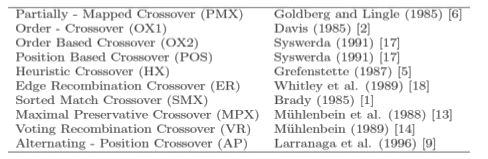 Partially - Mapped Crossover (PMX) Goldberg and Lingle (1985) [6]
Order - Crossover (OX1) Davis (1985) [2]
Order Based Crossover (OX2) Syswerda (1991) [17]
Position Based Crossover (POS) Syswerda (1991) [17]
Heuristic Crossover (HX) Grefenstette (1987) [5]
Edge Recombination Crossover (ER) Whitley et al. (1989) [18]
Sorted Match Crossover (SMX) Brady (1985) [1]
Maximal Preservative Crossover (MPX) Mühlenbein et al. (1988) [13]
Voting Recombination Crossover (VR) Mühlenbein (1989) [14]
Alternating - Position Crossover (AP) Larranaga et al. (1996) [9]